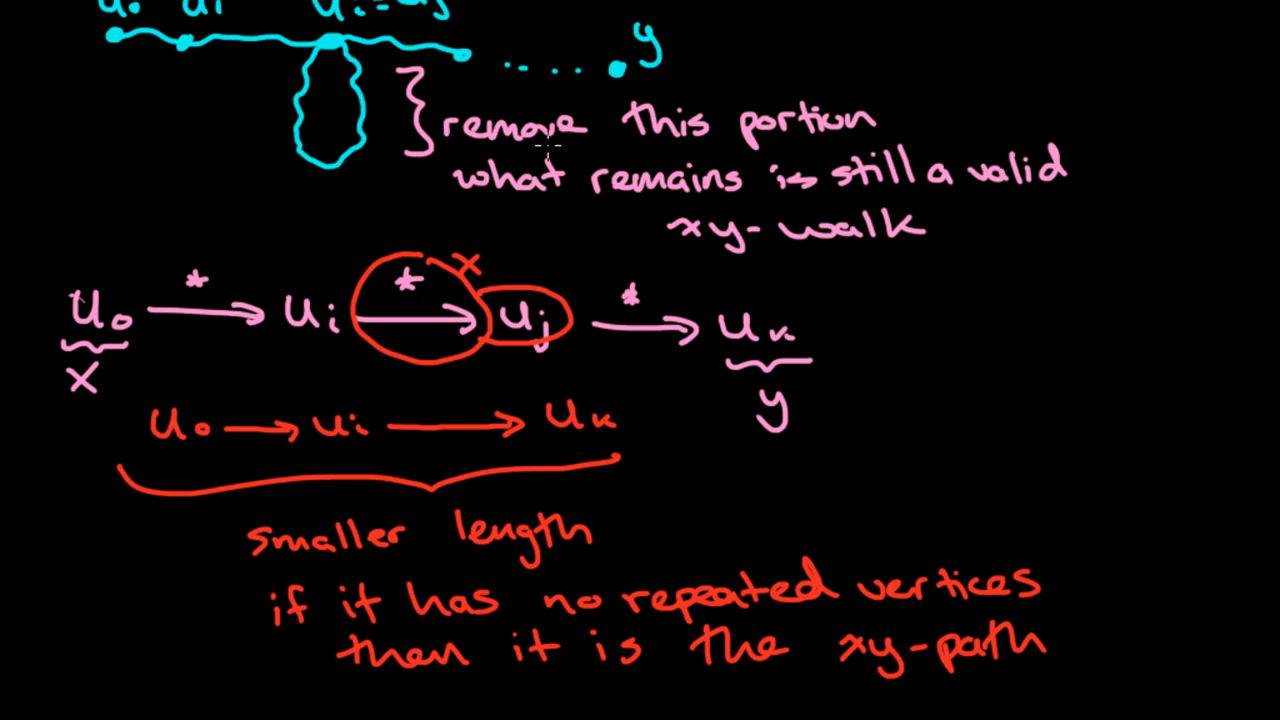 y
remove this portion
what remains is still a valid
xy-walk
* * x *
u₀ → uᵢ → uⱼ → uₖ
x y
u₀ → uᵢ → uₖ
smaller length
if it has no repeated vertices
then it is the xy-path